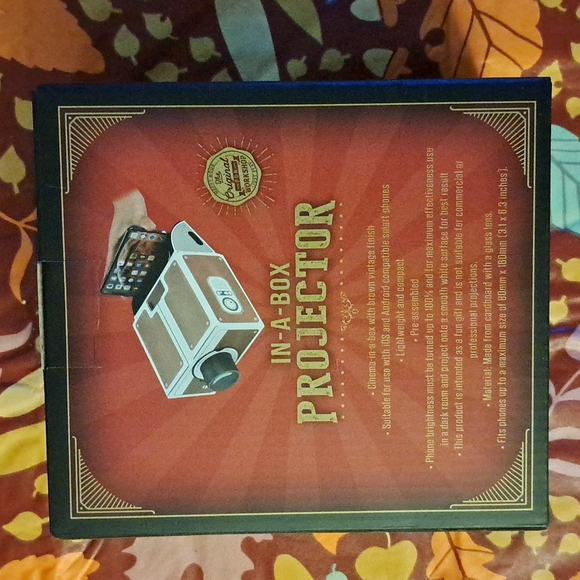 The
Original
WORKSHOP
IN-A-BOX
PROJECTOR
• Cinema-in-a-box with brown vintage finish
• Suitable for use with iOS and Android compatible smart phones
• Lightweight and compact
• Pre-assembled
• Phone brightness must be turned up to 100% and for maximum effectiveness use
in a dark room and project onto a smooth white surface for best result
• This product is intended as a fun gift and is not suitable for commercial or
professional projections.
• Material: Made from cardboard with a glass lens.
• Fits phones up to a maximum size of 80mm x 160mm (3.1 x 6.3 inches).